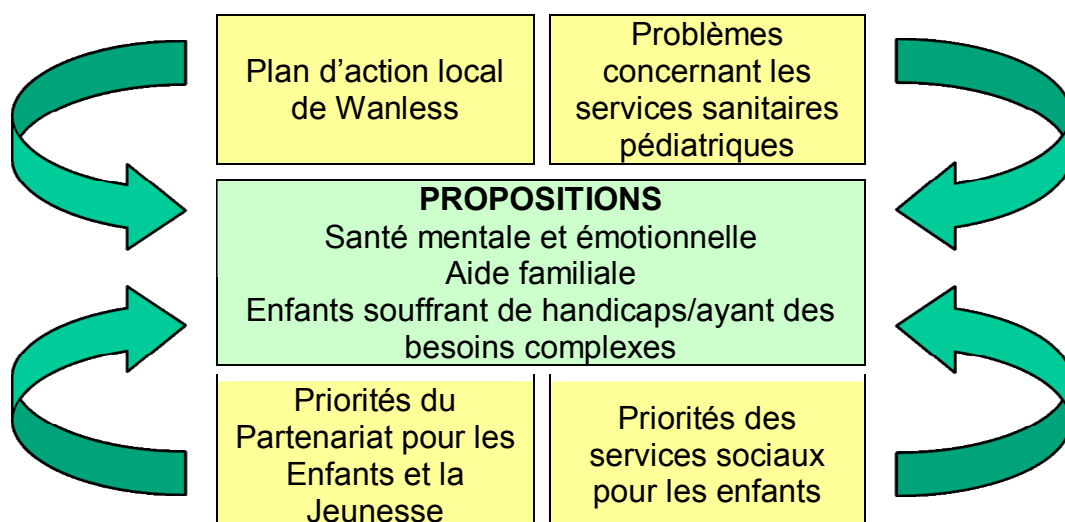 Plan d’action local
de Wanless
Problèmes
concernant les
services sanitaires
pédiatriques
PROPOSITIONS
Santé mentale et émotionnelle
Aide familiale
Enfants souffrant de handicaps/ayant des
besoins complexes
Priorités du
Partenariat pour les
Enfants et la
Jeunesse
Priorités des
services sociaux
pour les enfants